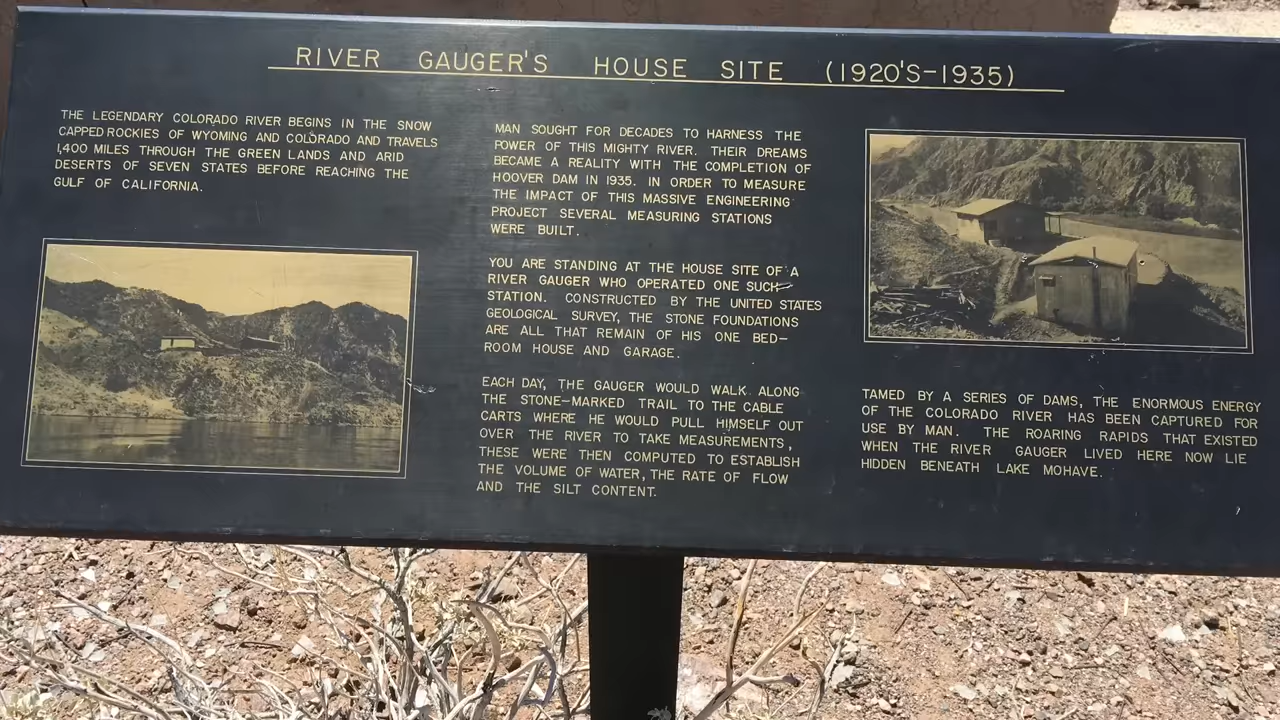 RIVER GAUGER'S HOUSE SITE (1920'S-1935)
THE LEGENDARY COLORADO RIVER BEGINS IN THE SNOW
CAPPED ROCKIES OF WYOMING AND COLORADO AND TRAVELS
1,400 MILES THROUGH THE GREEN LANDS AND ARID
DESERTS OF SEVEN STATES BEFORE REACHING THE
GULF OF CALIFORNIA.
MAN SOUGHT FOR DECADES TO HARNESS THE
POWER OF THIS MIGHTY RIVER. THEIR DREAMS
BECAME A REALITY WITH THE COMPLETION OF
HOOVER DAM IN 1935. IN ORDER TO MEASURE
THE IMPACT OF THIS MASSIVE ENGINEERING
PROJECT SEVERAL MEASURING STATIONS
WERE BUILT.
YOU ARE STANDING AT THE HOUSE SITE OF A
RIVER GAUGER WHO OPERATED ONE SUCH
STATION. CONSTRUCTED BY THE UNITED STATES
GEOLOGICAL SURVEY, THE STONE FOUNDATIONS
ARE ALL THAT REMAIN OF HIS ONE BED-
ROOM HOUSE AND GARAGE.
EACH DAY, THE GAUGER WOULD WALK ALONG
THE STONE-MARKED TRAIL TO THE CABLE
CARTS WHERE HE WOULD PULL HIMSELF OUT
OVER THE RIVER TO TAKE MEASUREMENTS,
THESE WERE THEN COMPUTED TO ESTABLISH
THE VOLUME OF WATER, THE RATE OF FLOW
AND THE SILT CONTENT.
TAMED BY A SERIES OF DAMS, THE ENORMOUS ENERGY
OF THE COLORADO RIVER HAS BEEN CAPTURED FOR
USE BY MAN. THE ROARING RAPIDS THAT EXISTED
WHEN THE RIVER GAUGER LIVED HERE NOW LIE
HIDDEN BENEATH LAKE MOHAVE.